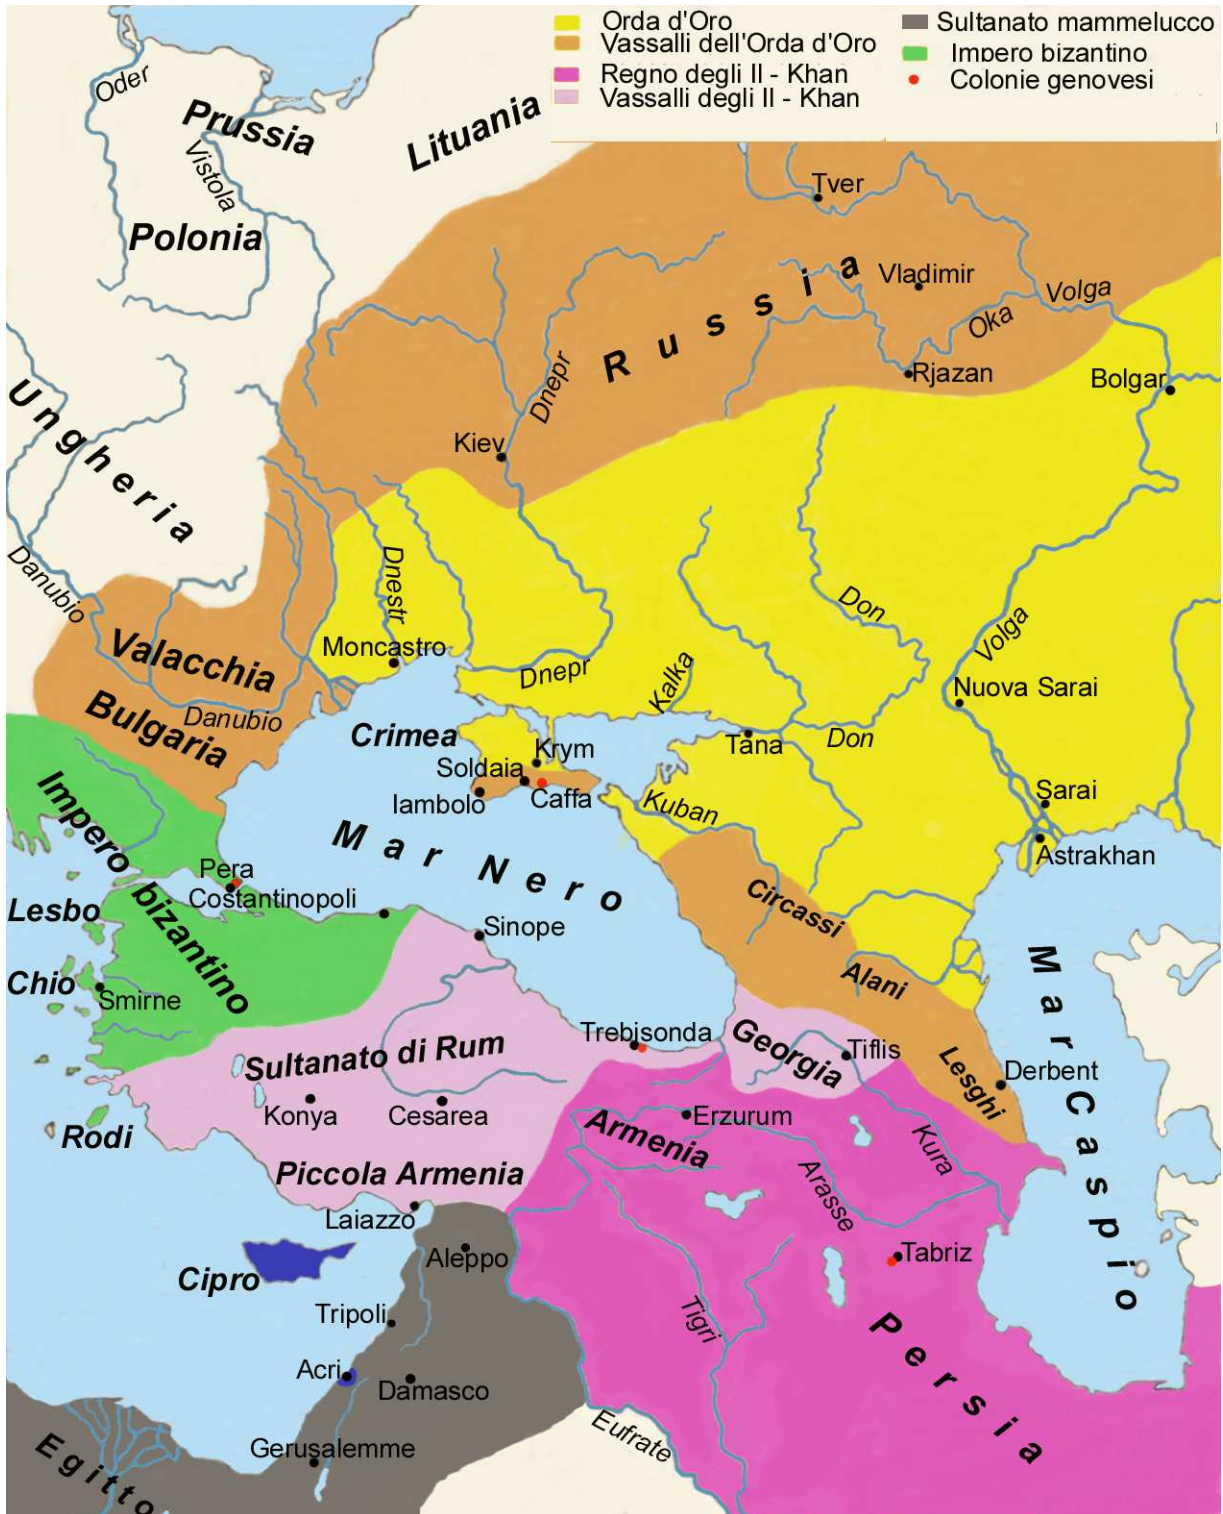 Orda d'Oro
Vassalli dell'Orda d'Oro
Regno degli Il - Khan
Vassalli degli Il - Khan
Sultanato mammelucco
Impero bizantino
Colonie genovesi
Oder
Prussia
Lituania
Vistola
Polonia
Tver
Russia
Vladimir
Volga
Oka
Rjazan
Bolgar
Dnepr
Kiev
Ungheria
Danubio
Dnestr
Don
Volga
Valacchia
Moncastro
Dnepr
Kalka
Nuova Sarai
Bulgaria
Danubio
Crimea
Krym
Tana
Don
Soldaia
Iambolo
Caffa
Kuban
Sarai
Astrakhan
Impero bizantino
Mar Nero
Pera
Costantinopoli
Lesbo
Sinope
Circassi
Alani
Mar Caspio
Chio
Smirne
Trebisonda
Georgia
Tiflis
Sultanato di Rum
Lesghi
Derbent
Konya
Cesarea
Erzurum
Rodi
Armenia
Kura
Piccola Armenia
Arasse
Laiazzo
Aleppo
Tabriz
Cipro
Tripoli
Tigri
Persia
Acri
Damasco
Eufrate
Gerusalemme
Egitto